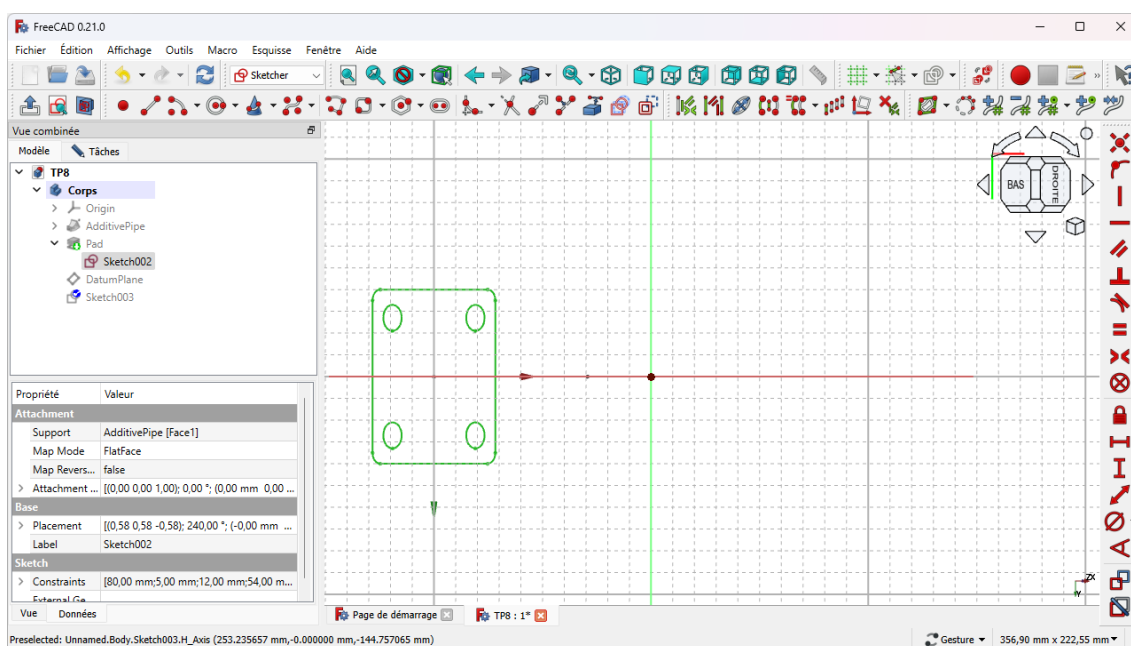 FreeCAD 0.21.0
Fichier Édition Affichage Outils Macro Esquisse Fenêtre Aide
Sketcher
»
Vue combinée
Modèle Tâches
TP8
Corps
Origin
AdditivePipe
Pad
Sketch002
DatumPlane
Sketch003
BAS
DROITE
Propriété Valeur
Attachment
Support AdditivePipe [Face1]
Map Mode FlatFace
Map Revers... false
Attachment ... [(0,00 0,00 1,00); 0,00 °; (0,00 mm 0,00 ...
Base
Placement [(0,58 0,58 -0,58); 240,00 °; (-0,00 mm ...
Label Sketch002
Sketch
Constraints [80,00 mm;5,00 mm;12,00 mm;54,00 m...
External Ge
Vue Données
Page de démarrage TP8 : 1*
ZX
Y
Preselected: Unnamed.Body.Sketch003.H_Axis (253.235657 mm,-0.000000 mm,-144.757065 mm)
Gesture 356,90 mm x 222,55 mm